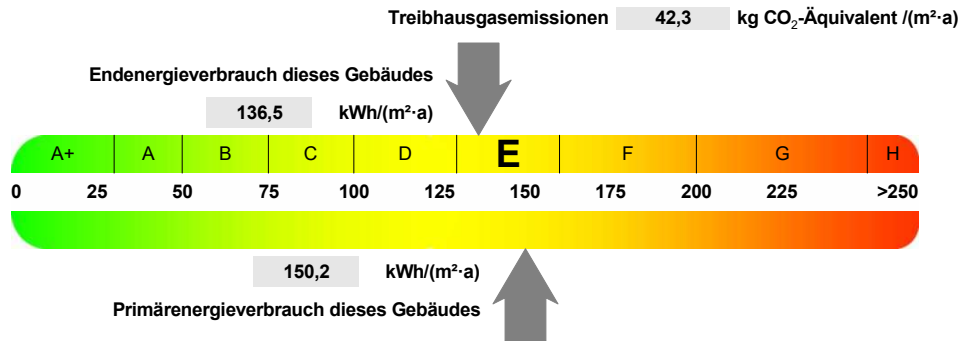 Treibhausgasemissionen 42,3 kg CO₂-Äquivalent /(m²·a)
Endenergieverbrauch dieses Gebäudes
136,5 kWh/(m²·a)
A+ A B C D E F G H
0 25 50 75 100 125 150 175 200 225 >250
150,2 kWh/(m²·a)
Primärenergieverbrauch dieses Gebäudes